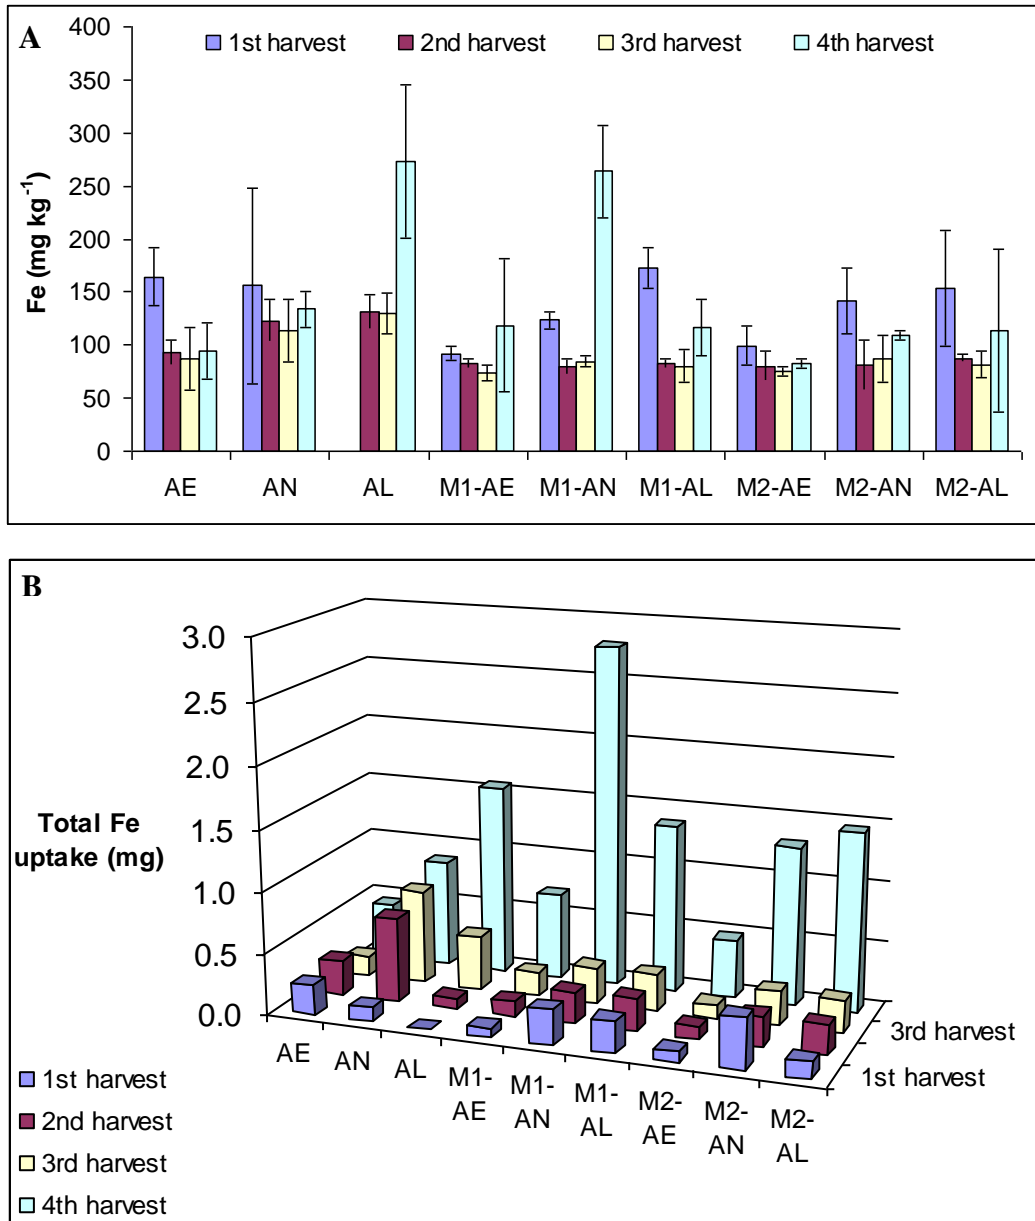 A
1st harvest 2nd harvest 3rd harvest 4th harvest
Fe (mg kg⁻¹)
400
350
300
250
200
150
100
50
0
AE AN AL M1-AE M1-AN M1-AL M2-AE M2-AN M2-AL
B
3.0
2.5
2.0
1.5
1.0
0.5
0.0
Total Fe
uptake (mg)
AE AN AL M1- M1- M1- M2- M2- M2-
AE AN AL AE AN AL
3rd harvest
1st harvest
1st harvest
2nd harvest
3rd harvest
4th harvest